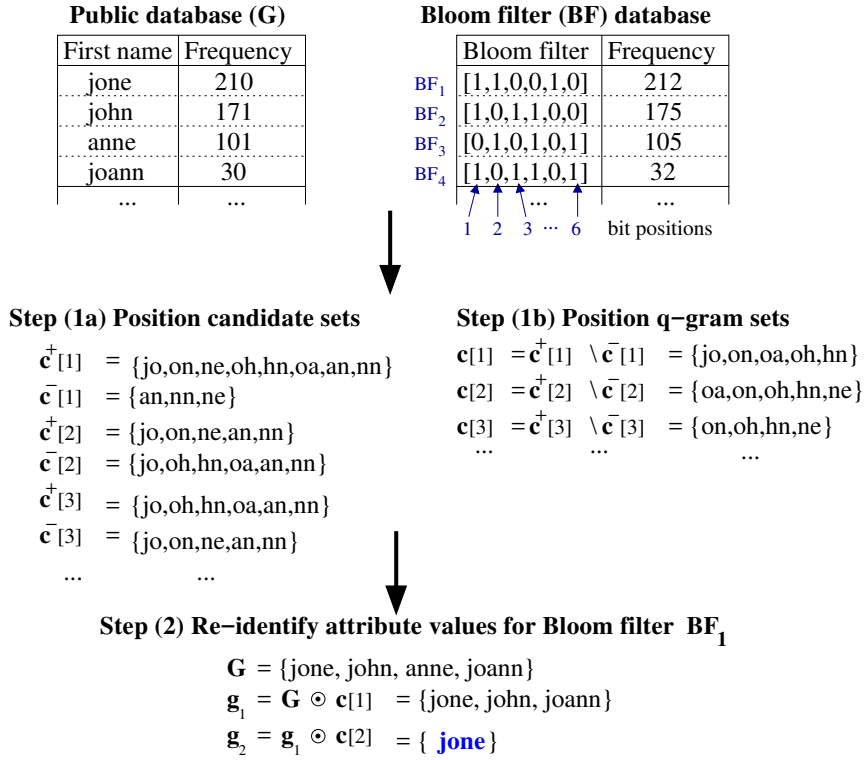 Public database (G)
First name Frequency
jone 210
john 171
anne 101
joann 30
... ...
Bloom filter (BF) database
Bloom filter Frequency
BF1 [1,1,0,0,1,0] 212
BF2 [1,0,1,1,0,0] 175
BF3 [0,1,0,1,0,1] 105
BF4 [1,0,1,1,0,1] 32
... ...
1 2 3 ... 6 bit positions
Step (1a) Position candidate sets
c+[1] = {jo,on,ne,oh,hn,oa,an,nn}
c−[1] = {an,nn,ne}
c+[2] = {jo,on,ne,an,nn}
c−[2] = {jo,oh,hn,oa,an,nn}
c+[3] = {jo,oh,hn,oa,an,nn}
c−[3] = {jo,on,ne,an,nn}
... ...
Step (1b) Position q−gram sets
c[1] = c+[1] \ c−[1] = {jo,on,oa,oh,hn}
c[2] = c+[2] \ c−[2] = {oa,on,oh,hn,ne}
c[3] = c+[3] \ c−[3] = {on,oh,hn,ne}
... ... ...
Step (2) Re−identify attribute values for Bloom filter BF1
G = {jone, john, anne, joann}
g1 = G ⊙ c[1] = {jone, john, joann}
g2 = g1 ⊙ c[2] = { jone}